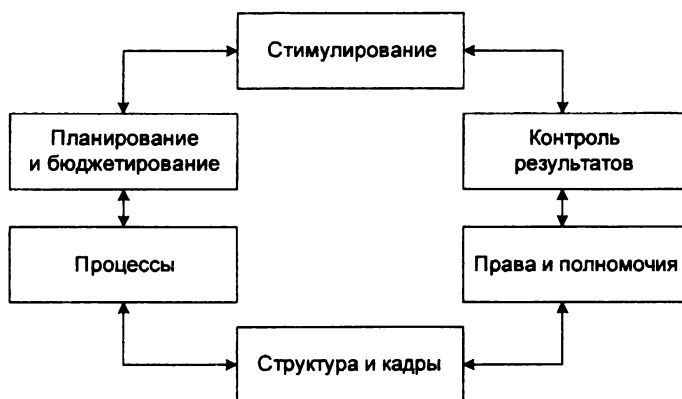 Стимулирование
Планирование
и бюджетирование
Контроль
результатов
Процессы
Права и полномочия
Структура и кадры